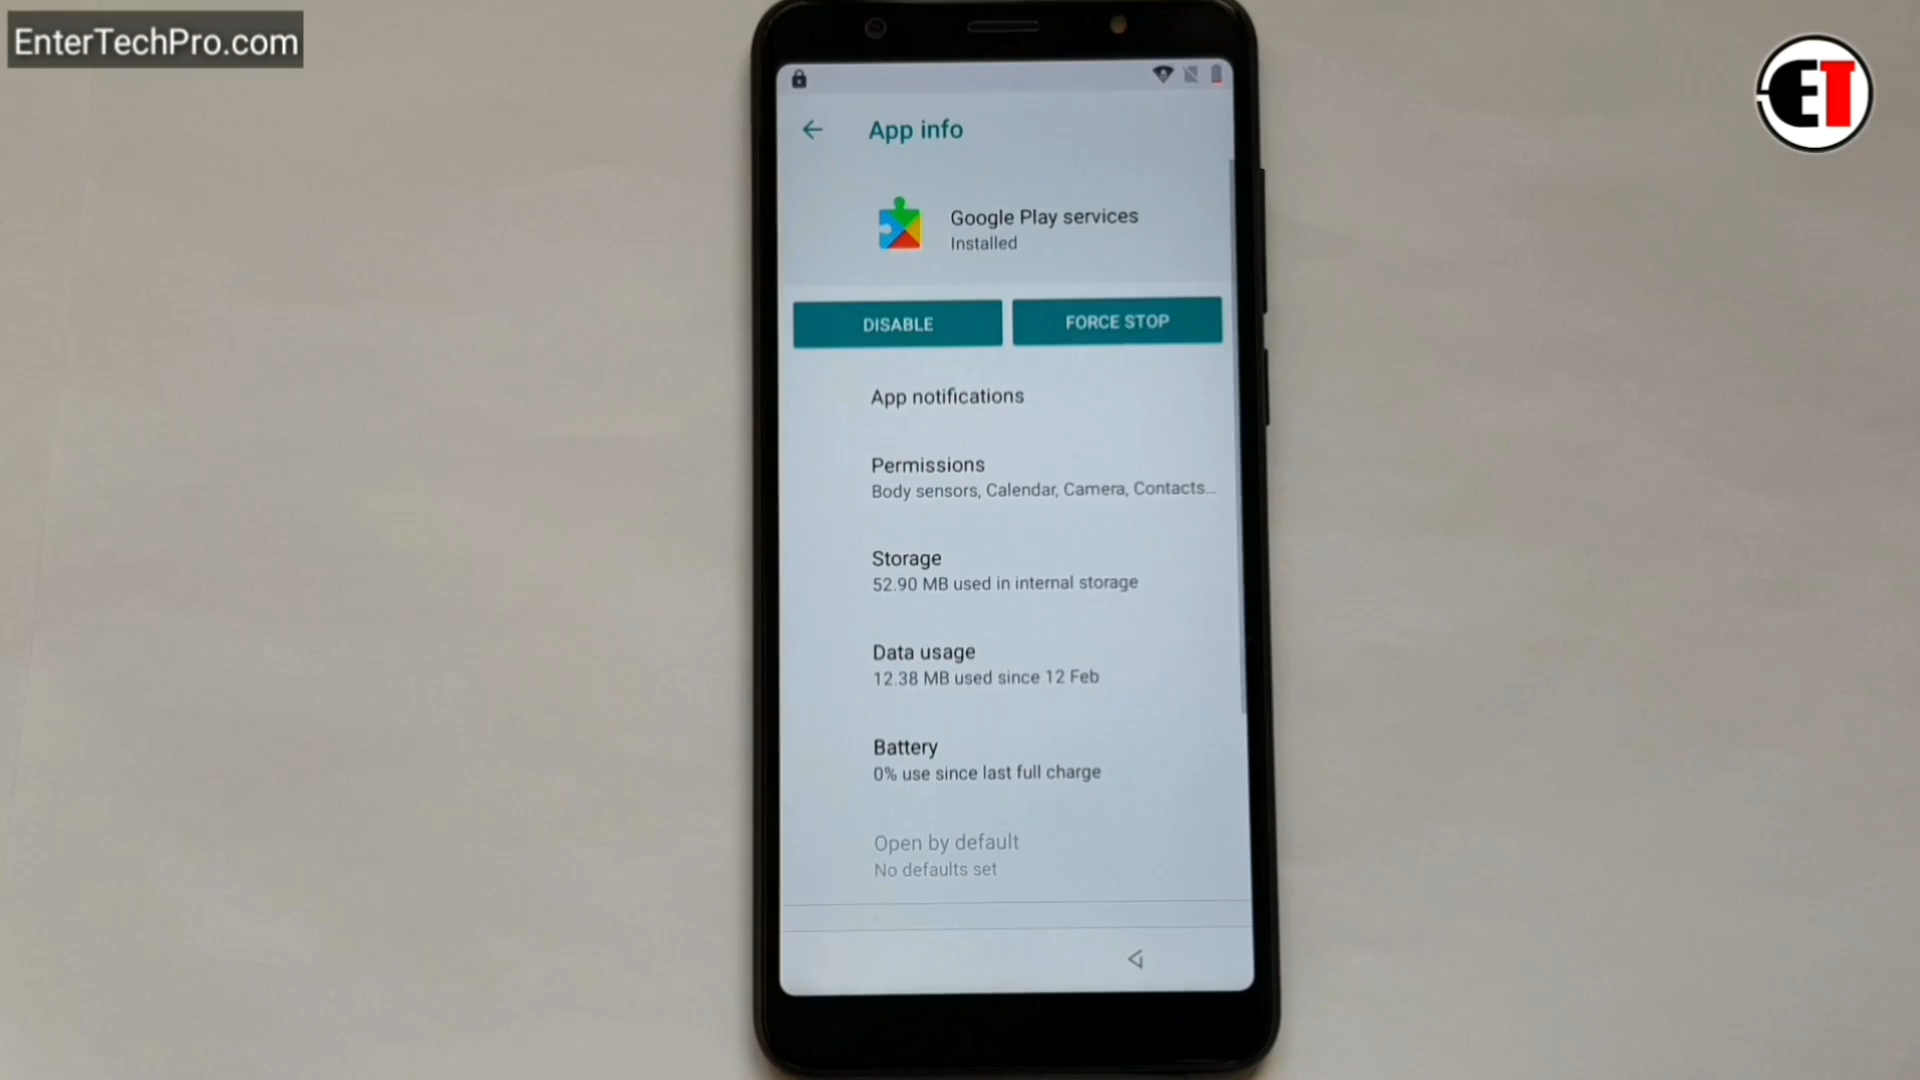 EnterTechPro.com
ET
App info
Google Play services
Installed
DISABLE
FORCE STOP
App notifications
Permissions
Body sensors, Calendar, Camera, Contacts...
Storage
52.90 MB used in internal storage
Data usage
12.38 MB used since 12 Feb
Battery
0% use since last full charge
Open by default
No defaults set